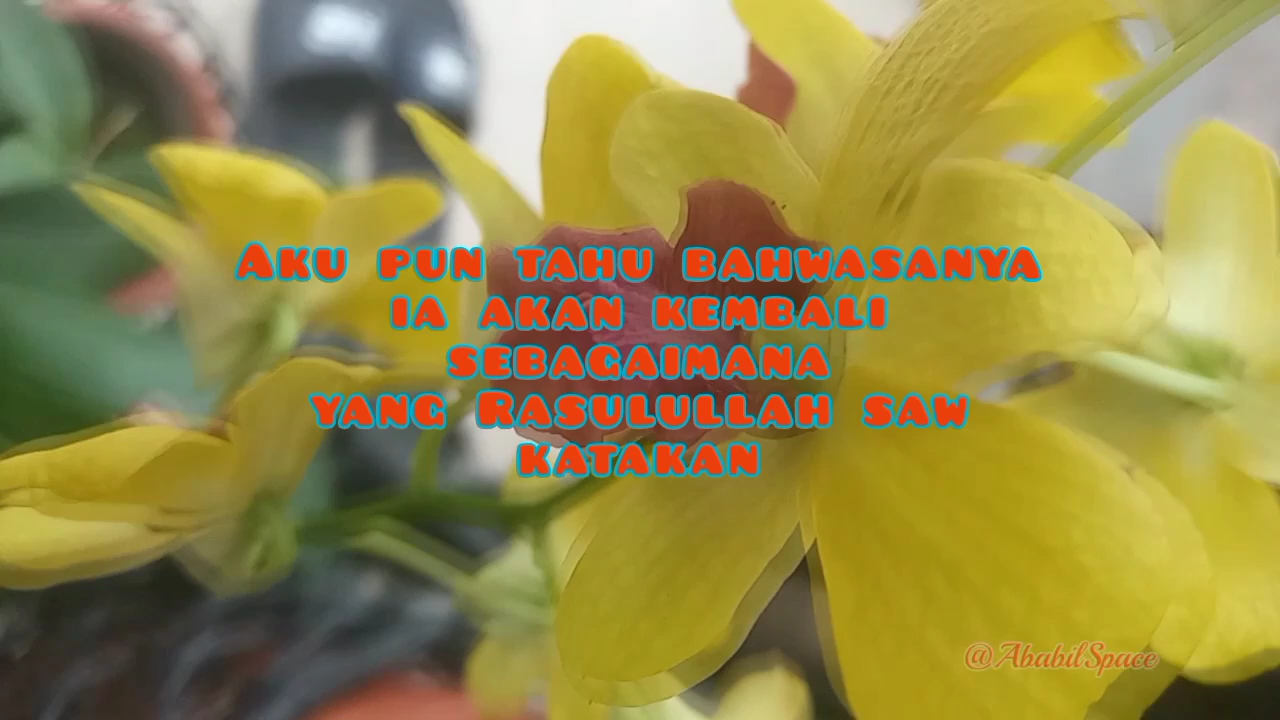 Aku pun tahu bahwasanya
ia akan kembali
sebagaimana
yang Rasulullah saw
katakan
@AbabilSpace